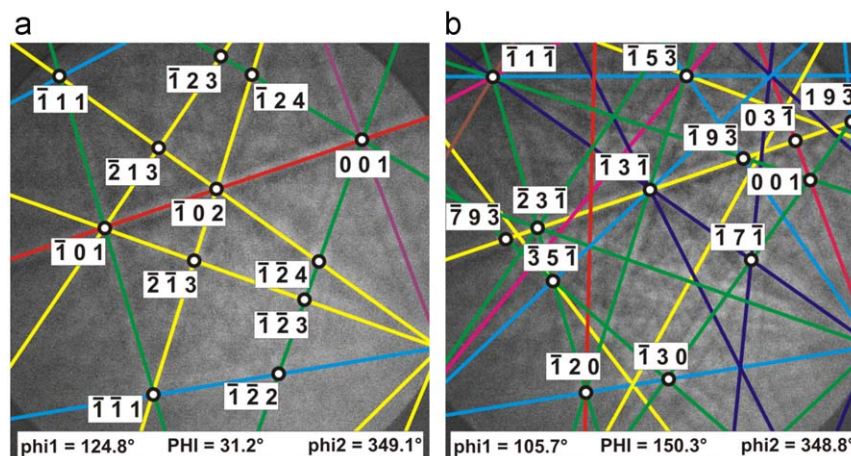 a
1̅ 1 1
1̅ 2 3
1̅ 2 4
0 0 1
2̅ 1 3
1̅ 0 2
1̅ 0 1
2̅ 1̅ 3
1̅ 2̅ 4
1̅ 2̅ 3
1̅ 1̅ 1
1̅ 2̅ 2
phi1 = 124.8° PHI = 31.2° phi2 = 349.1°
b
1̅ 1 1̅
1̅ 5 3̅
1 9 3̅
0 3 1̅
1̅ 9 3̅
0 0 1
1̅ 3 1̅
2̅ 3 1̅
7̅ 9 3̅
3̅ 5 1̅
1̅ 7 1̅
1̅ 2 0
1̅ 3 0
phi1 = 105.7° PHI = 150.3° phi2 = 348.8°